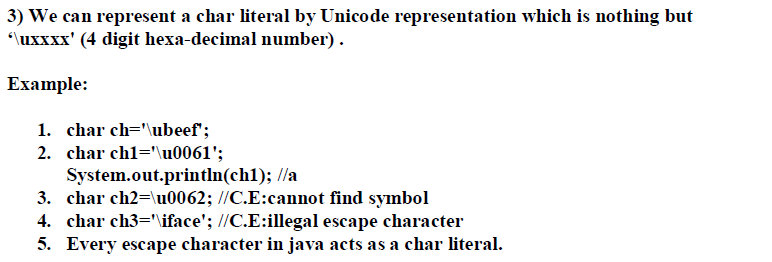 3) We can represent a char literal by Unicode representation which is nothing but
‘\uxxxx' (4 digit hexa-decimal number) .
Example:
1. char ch='\ubeef';
2. char ch1='\u0061';
System.out.println(ch1); //a
3. char ch2=\u0062; //C.E:cannot find symbol
4. char ch3='\iface'; //C.E:illegal escape character
5. Every escape character in java acts as a char literal.